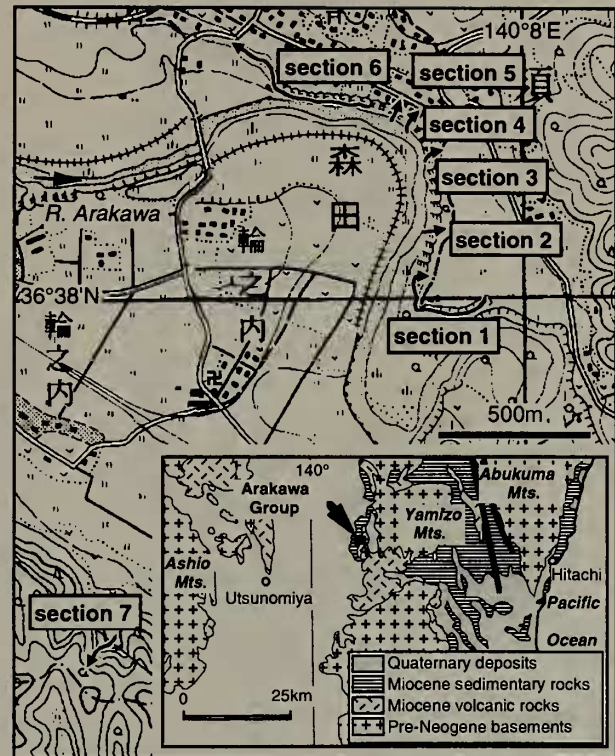 140°8'E
section 6
section 5
section 4
section 3
section 2
section 1
森田
R. Arakawa
輪之内
36°38'N
輪之内
500m
section 7
140°
Arakawa
Group
Abukuma
Mts.
Yamizo
Mts.
Ashio
Mts.
Utsunomiya
Hitachi
Pacific
Ocean
0 25km
Quaternary deposits
Miocene sedimentary rocks
Miocene volcanic rocks
Pre-Neogene basements